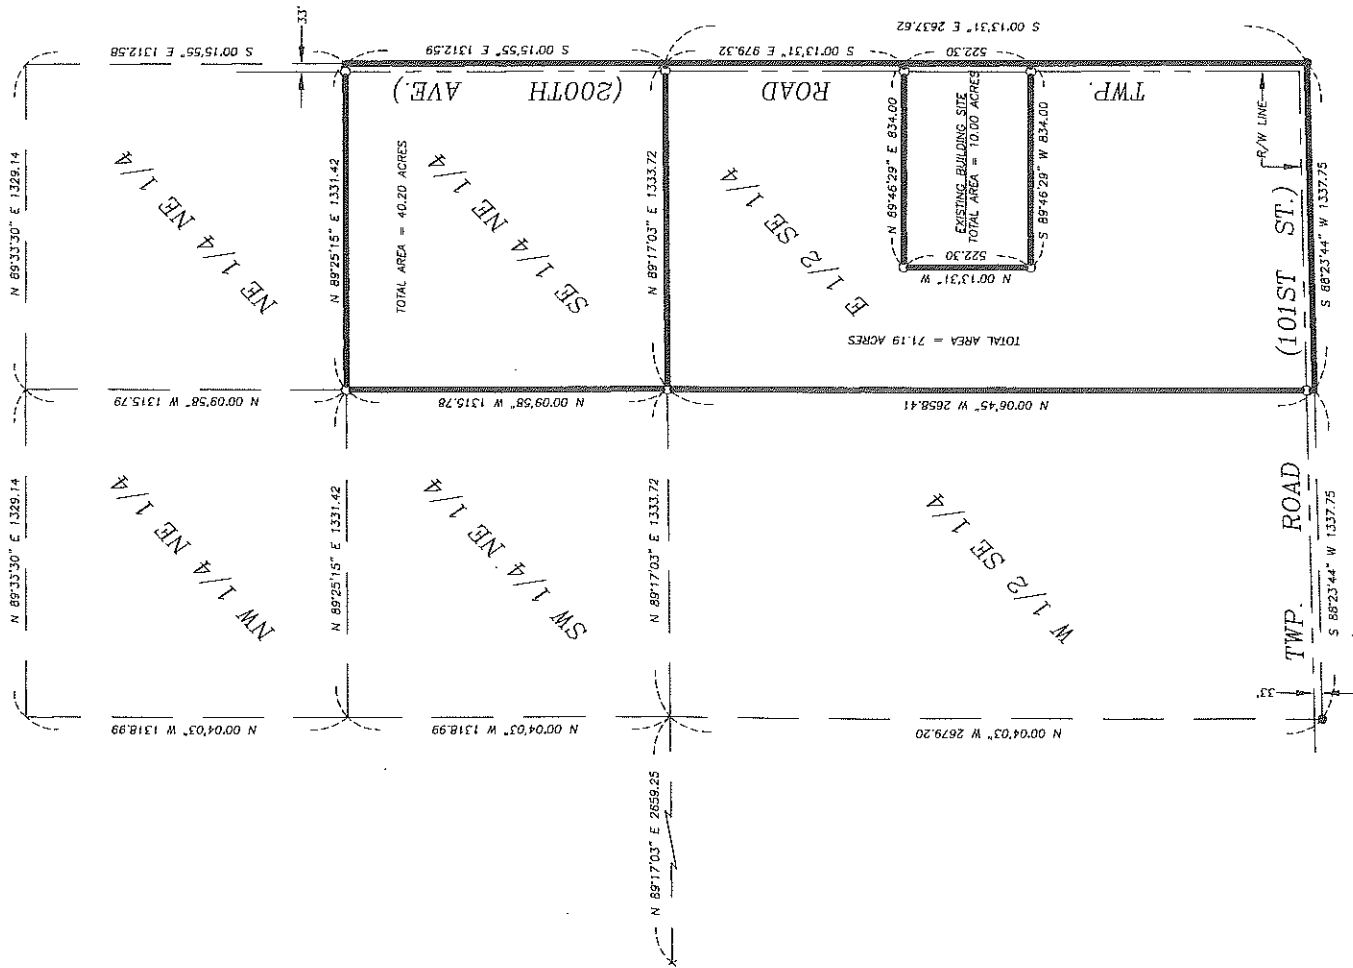 33'
S 00°15'55" E 1312.58
S 00°15'55" E 1312.59
S 00°13'31" E 979.32
522.30
S 00°13'31" E 2637.62
N 89°33'30" E 1329.14
NE 1/4 NE 1/4
N 89°25'15" E 1331.42
TOTAL AREA = 40.20 ACRES
SE 1/4 NE 1/4
N 89°17'03" E 1333.72
TWP. ROAD (200TH AVE.)
E 1/2 SE 1/4
TOTAL AREA = 71.19 ACRES
N 89°46'29" E 834.00
EXISTING BUILDING SITE
TOTAL AREA = 10.00 ACRES
S 89°46'29" W 834.00
522.30
N 00°13'31" W
R/W LINE
S 88°23'44" W 1337.75
N 00°09'58" W 1315.79
N 00°09'58" W 1315.78
N 00°06'45" W 2658.41
N 89°33'30" E 1329.14
NW 1/4 NE 1/4
N 89°25'15" E 1331.42
SW 1/4 NE 1/4
N 89°17'03" E 1333.72
W 1/2 SE 1/4
TWP. ROAD (101ST ST.)
S 88°23'44" W 1337.75
33'
N 00°04'03" W 1318.99
N 00°04'03" W 1318.99
N 00°04'03" W 2679.20
N 89°17'03" E 2659.25